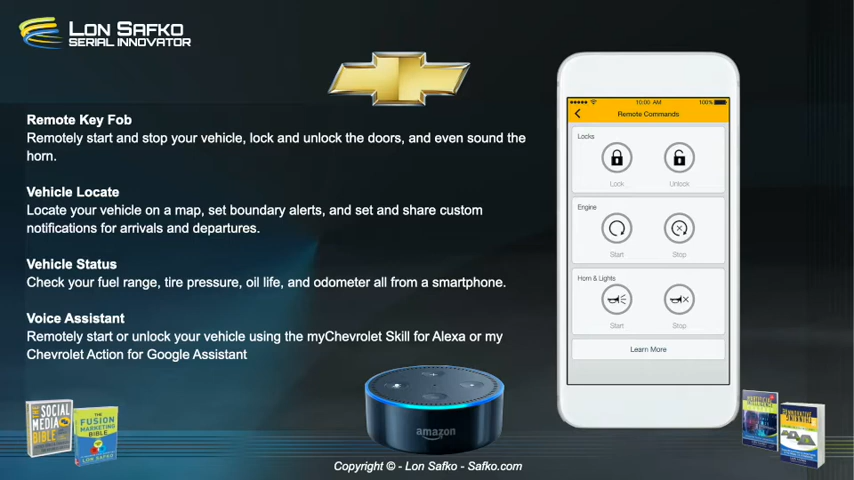 LON SAFKO
SERIAL INNOVATOR
Remote Key Fob
Remotely start and stop your vehicle, lock and unlock the doors, and even sound the
horn.
Vehicle Locate
Locate your vehicle on a map, set boundary alerts, and set and share custom
notifications for arrivals and departures.
Vehicle Status
Check your fuel range, tire pressure, oil life, and odometer all from a smartphone.
Voice Assistant
Remotely start or unlock your vehicle using the myChevrolet Skill for Alexa or my
Chevrolet Action for Google Assistant
10:00 AM
100%
Remote Commands
Locks
Lock Unlock
Engine
Start Stop
Horn & Lights
Start Stop
Learn More
amazon
THE
SOCIAL
MEDIA
BIBLE
THE
FUSION
MARKETING
BIBLE
LON SAFKO
Copyright © - Lon Safko - Safko.com